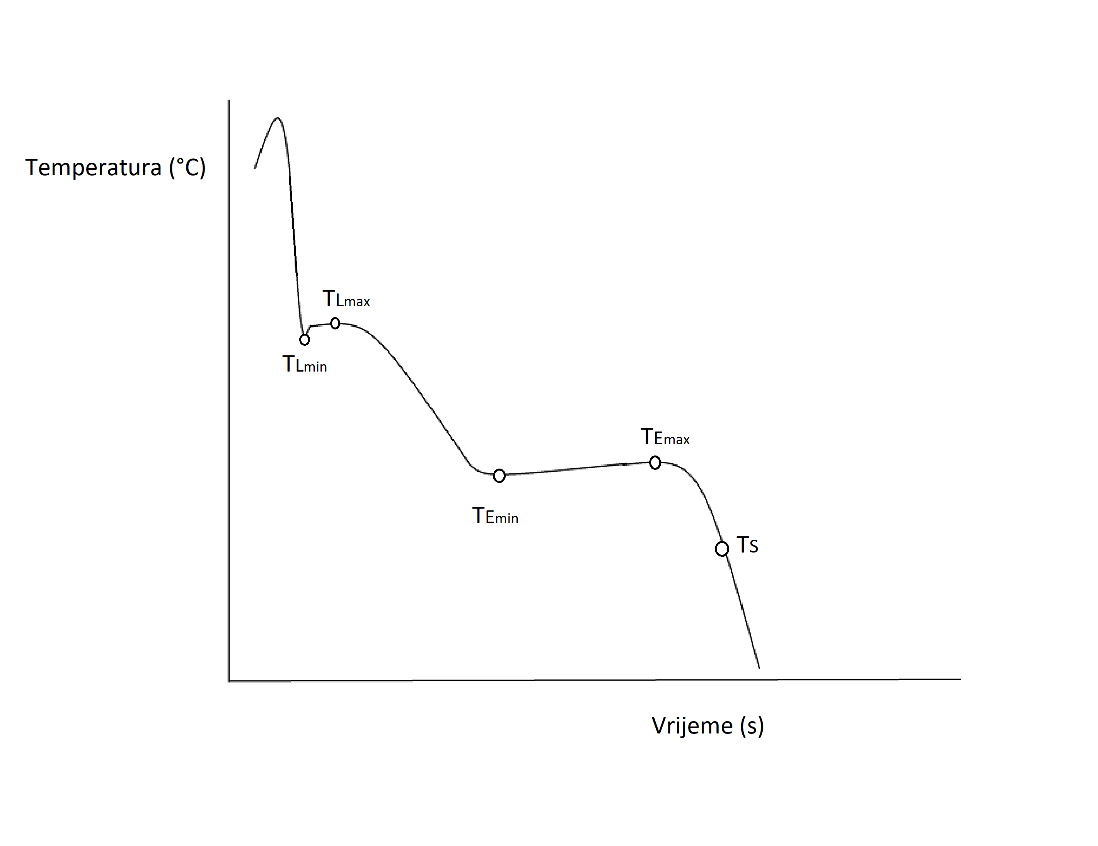 Temperatura (°C)
TLmax
TLmin
TEmax
TEmin
Ts
Vrijeme (s)